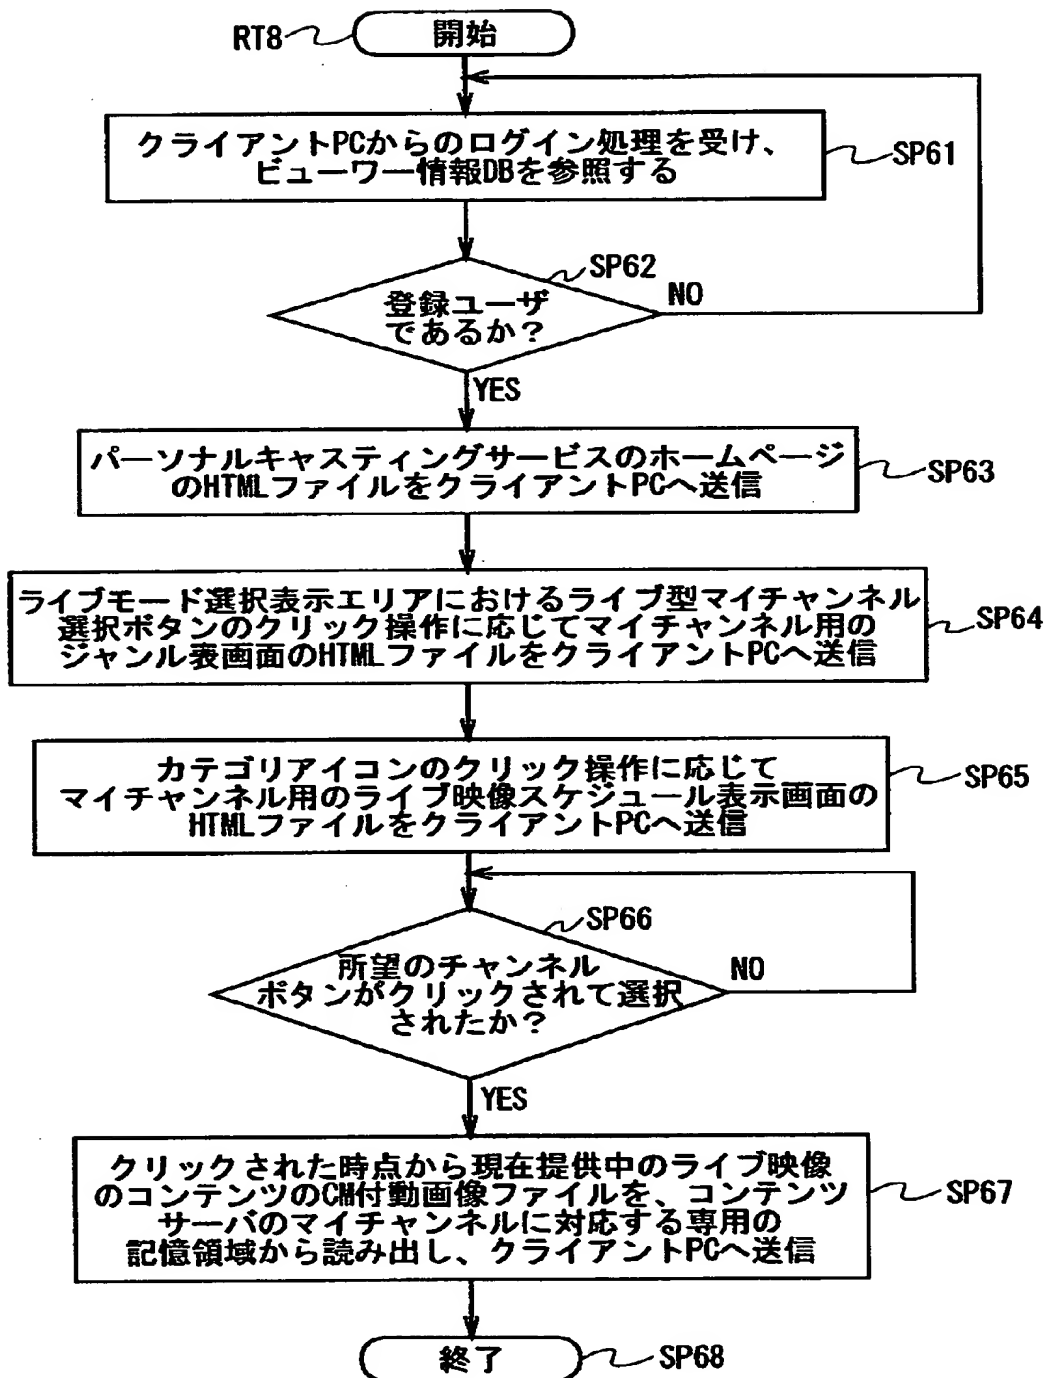 RT8
開始
クライアントPCからのログイン処理を受け、
ビューワー情報DBを参照する
SP61
SP62
登録ユーザ
であるか?
NO
YES
パーソナルキャスティングサービスのホームページ
のHTMLファイルをクライアントPCへ送信
SP63
ライブモード選択表示エリアにおけるライブ型マイチャンネル
選択ボタンのクリック操作に応じてマイチャンネル用の
ジャンル表画面のHTMLファイルをクライアントPCへ送信
SP64
カテゴリアイコンのクリック操作に応じて
マイチャンネル用のライブ映像スケジュール表示画面の
HTMLファイルをクライアントPCへ送信
SP65
SP66
所望のチャンネル
ボタンがクリックされて選択
されたか?
NO
YES
クリックされた時点から現在提供中のライブ映像
のコンテンツのCM付動画像ファイルを、コンテンツ
サーバのマイチャンネルに対応する専用の
記憶領域から読み出し、クライアントPCへ送信
SP67
終了
SP68